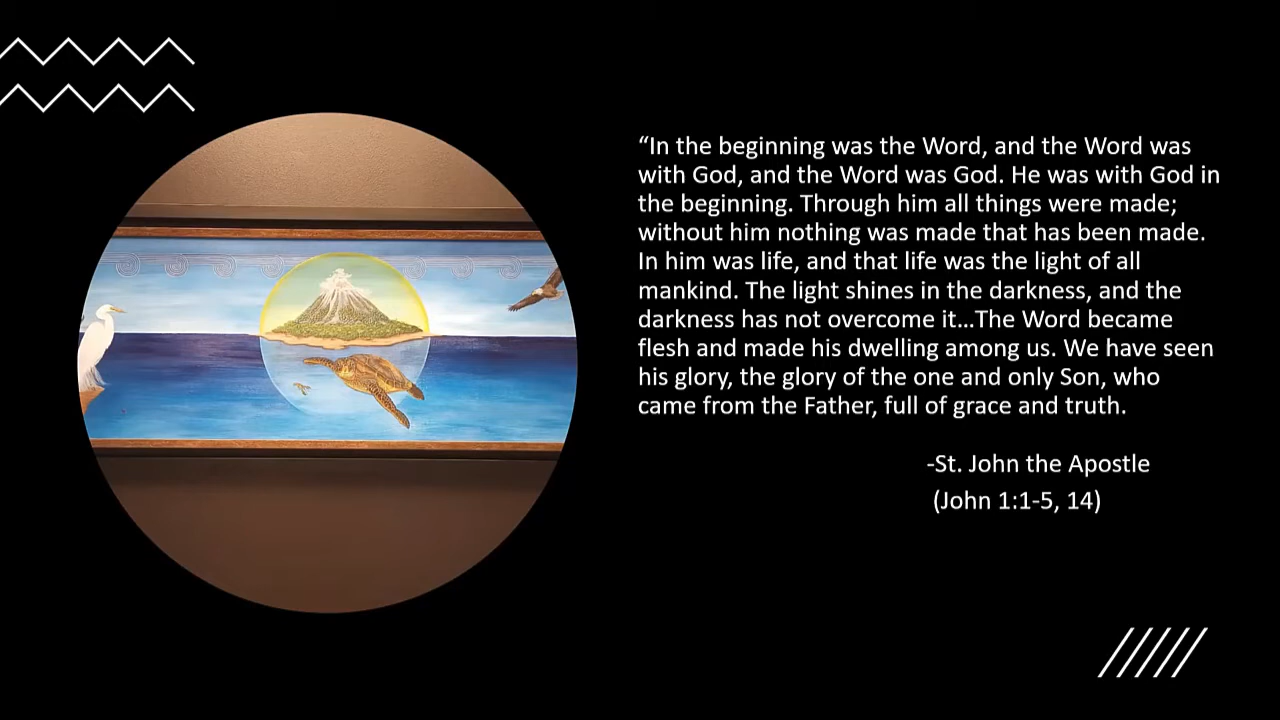 “In the beginning was the Word, and the Word was
with God, and the Word was God. He was with God in
the beginning. Through him all things were made;
without him nothing was made that has been made.
In him was life, and that life was the light of all
mankind. The light shines in the darkness, and the
darkness has not overcome it...The Word became
flesh and made his dwelling among us. We have seen
his glory, the glory of the one and only Son, who
came from the Father, full of grace and truth.
-St. John the Apostle
(John 1:1-5, 14)